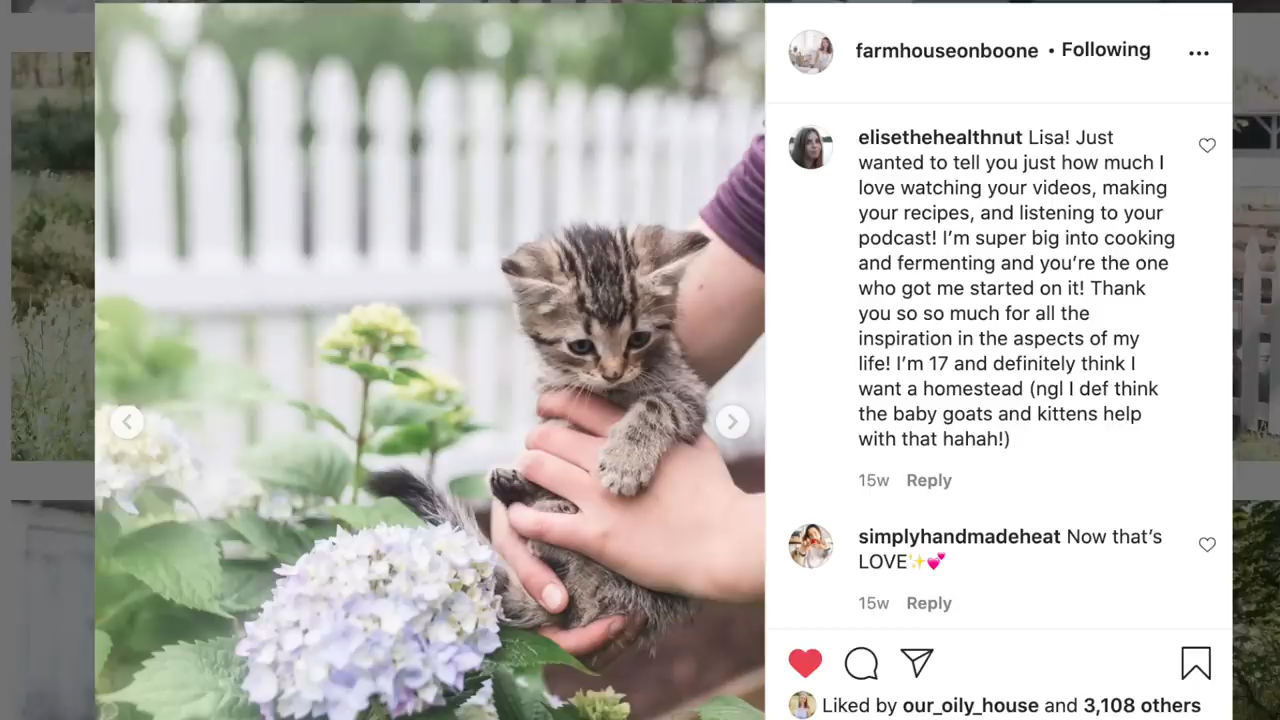 farmhouseonboone • Following
elisethehealthnut Lisa! Just
wanted to tell you just how much I
love watching your videos, making
your recipes, and listening to your
podcast! I’m super big into cooking
and fermenting and you’re the one
who got me started on it! Thank
you so so much for all the
inspiration in the aspects of my
life! I’m 17 and definitely think I
want a homestead (ngl I def think
the baby goats and kittens help
with that hahah!)
15w Reply
simplyhandmadeheat Now that’s
LOVE✨💕
15w Reply
Liked by our_oily_house and 3,108 others